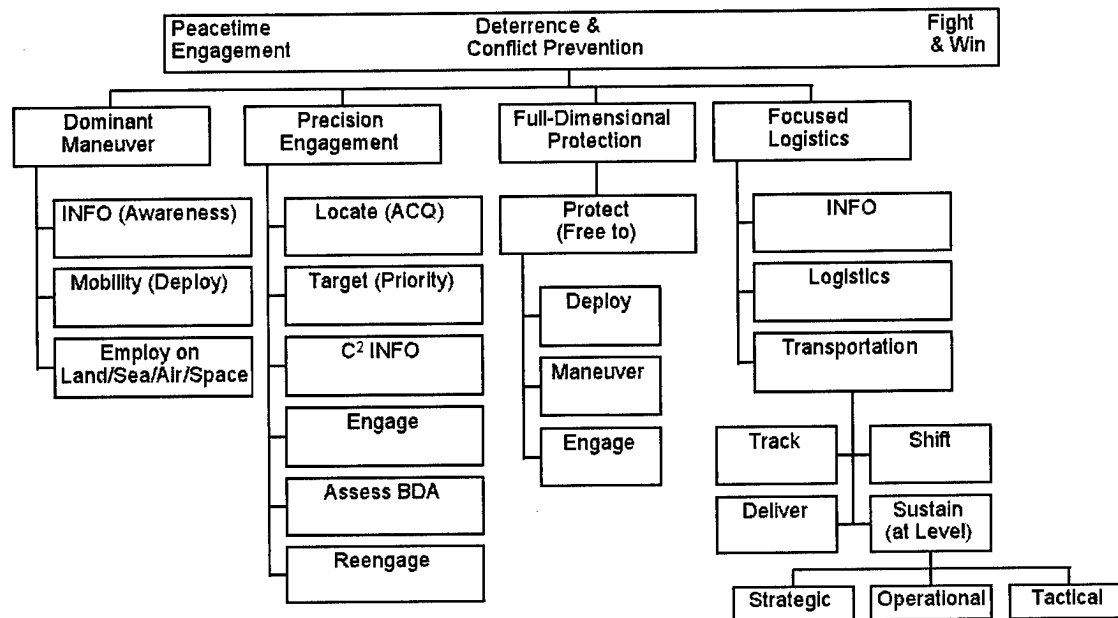 Peacetime
Engagement
Deterrence &
Conflict Prevention
Fight
& Win
Dominant
Maneuver
INFO (Awareness)
Mobility (Deploy)
Employ on
Land/Sea/Air/Space
Precision
Engagement
Locate (ACQ)
Target (Priority)
C² INFO
Engage
Assess BDA
Reengage
Full-Dimensional
Protection
Protect
(Free to)
Deploy
Maneuver
Engage
Focused
Logistics
INFO
Logistics
Transportation
Track
Shift
Deliver
Sustain
(at Level)
Strategic
Operational
Tactical